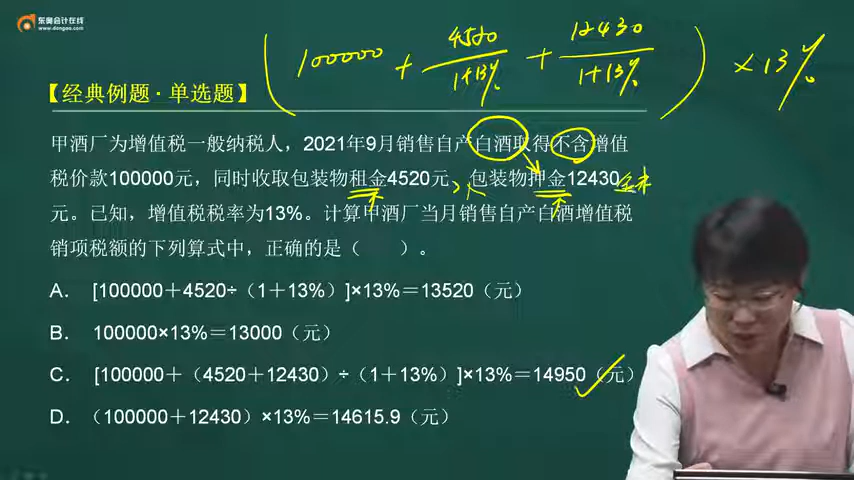 东奥会计在线
www.dongao.com
(100000 + 4520/1+13% + 12430/1+13%) ×13%
【经典例题·单选题】
甲酒厂为增值税一般纳税人，2021年9月销售自产白酒取得不含增值
税价款100000元，同时收取包装物租金4520元、包装物押金12430
元。已知，增值税税率为13%。计算甲酒厂当月销售自产白酒增值税
销项税额的下列算式中，正确的是（ ）。
A. [100000＋4520÷（1＋13%）]×13%＝13520（元）
B. 100000×13%＝13000（元）
C. [100000＋（4520＋12430）÷（1＋13%）]×13%＝14950（元）
D.（100000＋12430）×13%＝14615.9（元）